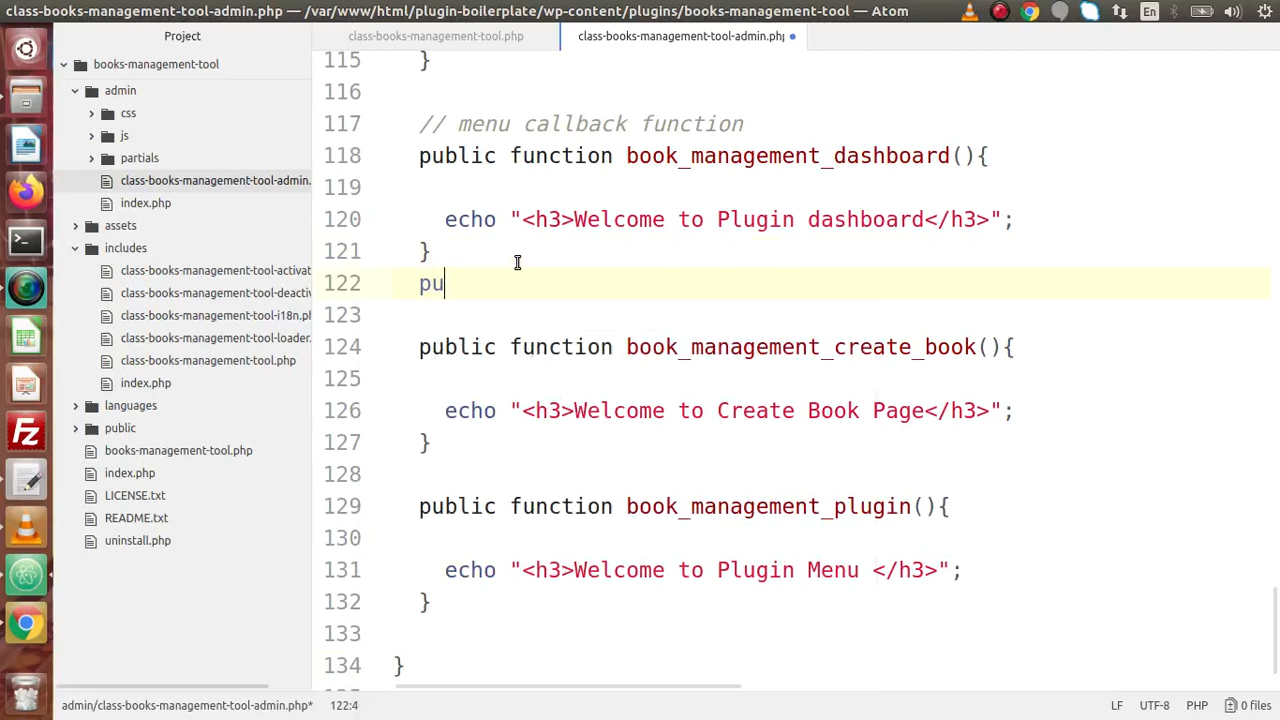 class-books-management-tool-admin.php — /var/www/html/plugin-boilerplate/wp-content/plugins/books-management-tool — Atom
En
Project
class-books-management-tool.php
class-books-management-tool-admin.php
books-management-tool
admin
css
js
partials
class-books-management-tool-admin.
index.php
assets
includes
class-books-management-tool-activat
class-books-management-tool-deactiv
class-books-management-tool-i18n.ph
class-books-management-tool-loader.
class-books-management-tool.php
index.php
languages
public
books-management-tool.php
index.php
LICENSE.txt
README.txt
uninstall.php
115 }
116
117 // menu callback function
118 public function book_management_dashboard(){
119
120 echo "<h3>Welcome to Plugin dashboard</h3>";
121 }
122 pu
123
124 public function book_management_create_book(){
125
126 echo "<h3>Welcome to Create Book Page</h3>";
127 }
128
129 public function book_management_plugin(){
130
131 echo "<h3>Welcome to Plugin Menu </h3>";
132 }
133
134 }
admin/class-books-management-tool-admin.php* 122:4
LF UTF-8 PHP 0 files